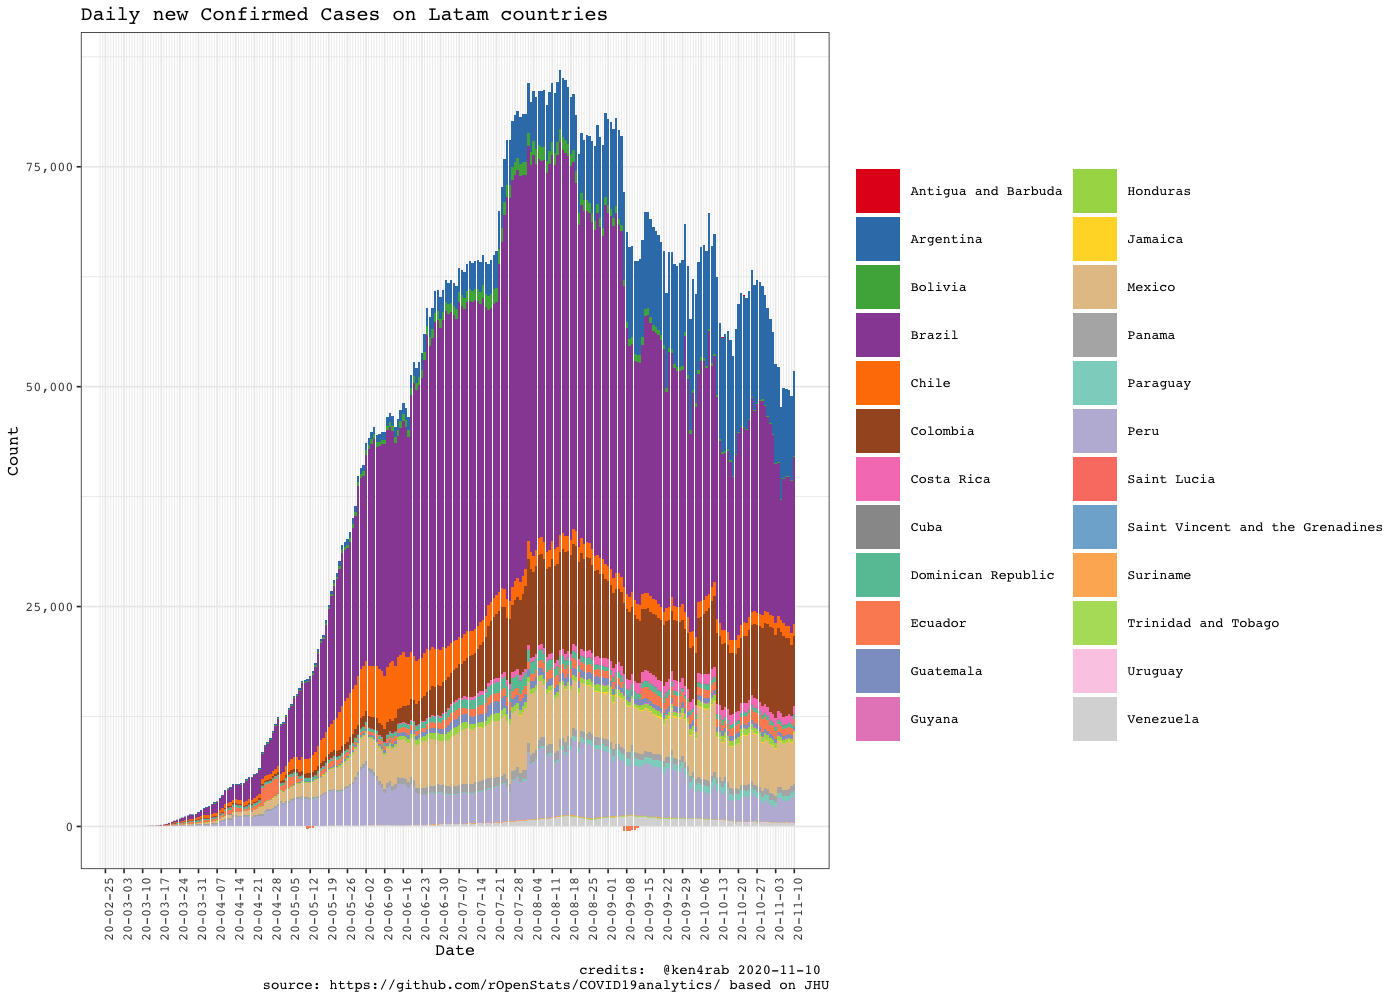 Daily new Confirmed Cases on Latam countries
Count
75,000
50,000
25,000
0
20-02-25
20-03-03
20-03-10
20-03-17
20-03-24
20-03-31
20-04-07
20-04-14
20-04-21
20-04-28
20-05-05
20-05-12
20-05-19
20-05-26
20-06-02
20-06-09
20-06-16
20-06-23
20-06-30
20-07-07
20-07-14
20-07-21
20-07-28
20-08-04
20-08-11
20-08-18
20-08-25
20-09-01
20-09-08
20-09-15
20-09-22
20-09-29
20-10-06
20-10-13
20-10-20
20-10-27
20-11-03
20-11-10
Date
Antigua and Barbuda
Argentina
Bolivia
Brazil
Chile
Colombia
Costa Rica
Cuba
Dominican Republic
Ecuador
Guatemala
Guyana
Honduras
Jamaica
Mexico
Panama
Paraguay
Peru
Saint Lucia
Saint Vincent and the Grenadines
Suriname
Trinidad and Tobago
Uruguay
Venezuela
credits: @ken4rab 2020-11-10
source: https://github.com/rOpenStats/COVID19analytics/ based on JHU